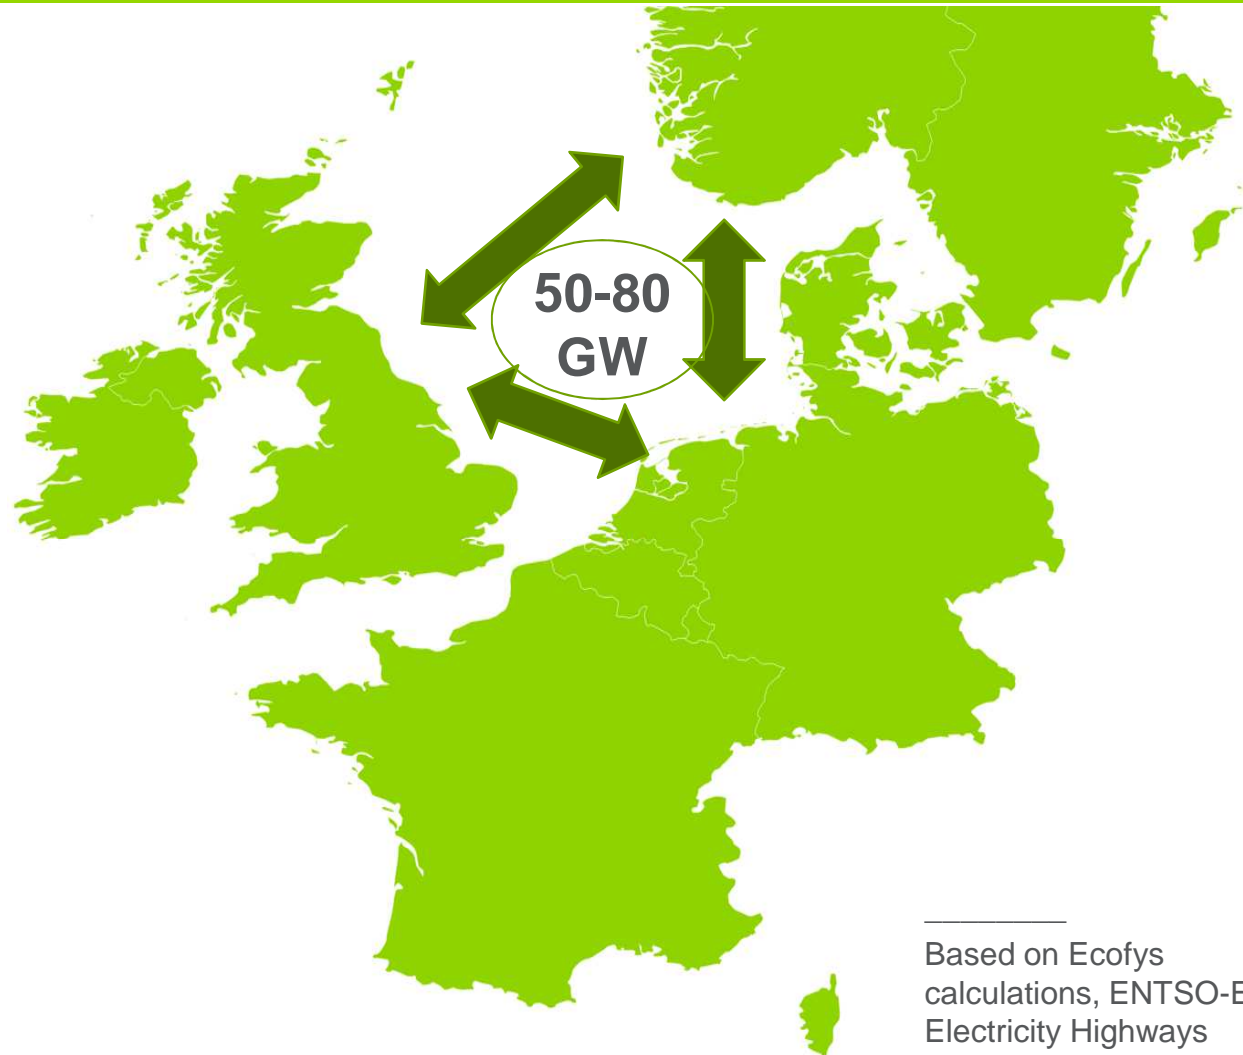 50-80
GW
Based on Ecofys
calculations, ENTSO-E
Electricity Highways